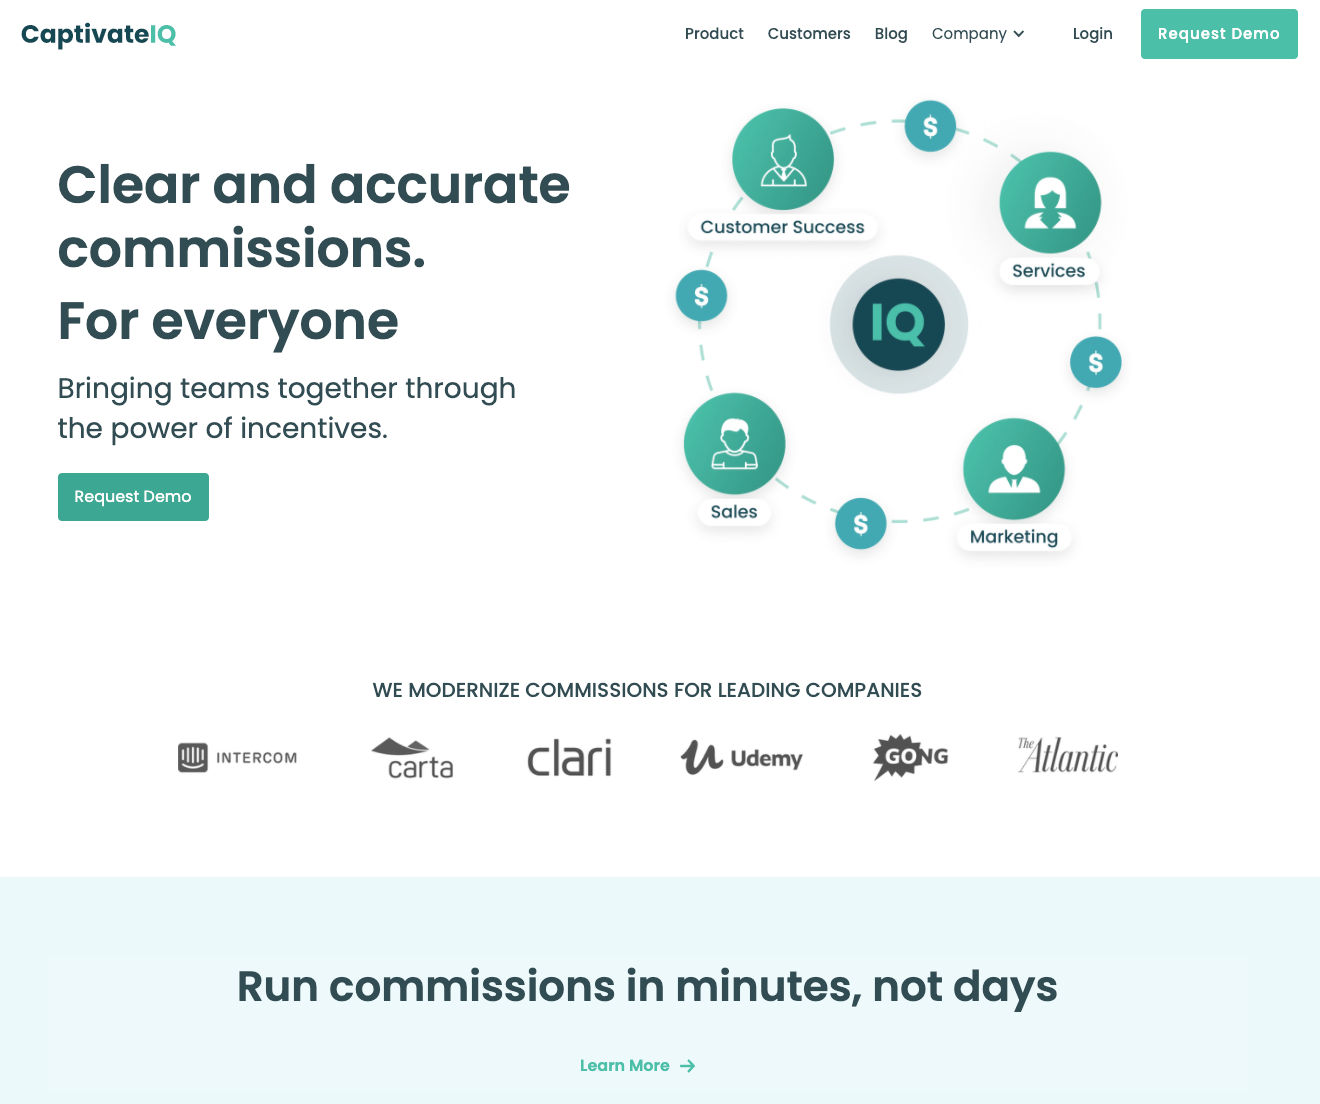 CaptivateIQ
Product
Customers
Blog
Company
Login
Request Demo
Clear and accurate
commissions.
For everyone
Bringing teams together through
the power of incentives.
Request Demo
$
Customer Success
Services
$
IQ
$
Sales
$
Marketing
WE MODERNIZE COMMISSIONS FOR LEADING COMPANIES
INTERCOM
carta
clari
Udemy
GONG
The Atlantic
Run commissions in minutes, not days
Learn More